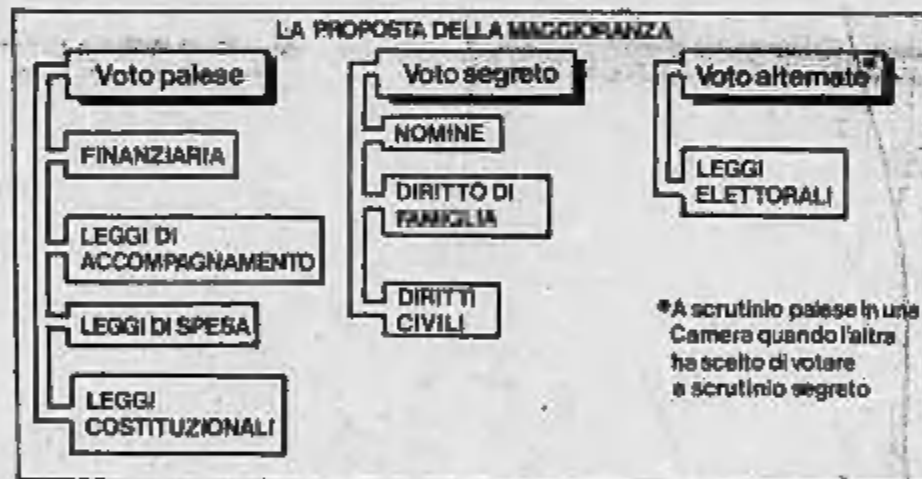 LA PROPOSTA DELLA MAGGIORANZA
Voto palese
FINANZIARIA
LEGGI DI
ACCOMPAGNAMENTO
LEGGI DI SPESA
LEGGI
COSTITUZIONALI
Voto segreto
NOMINE
DIRITTO DI
FAMIGLIA
DIRITTI
CIVILI
Voto alternato*
LEGGI
ELETTORALI
*A scrutinio palese in una
Camera quando l'altra
ha scelto di votare
a scrutinio segreto